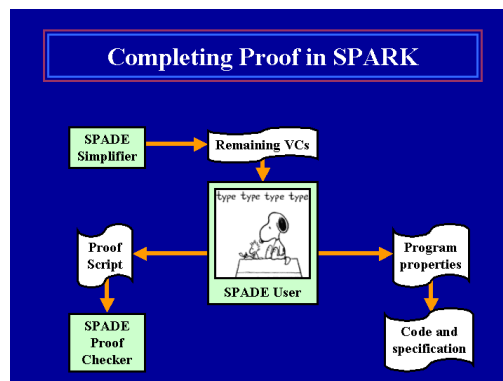 Completing Proof in SPARK
SPADE
Simplifier
Remaining VCs
type type type type
SPADE User
Proof
Script
SPADE
Proof
Checker
Program
properties
Code and
specification